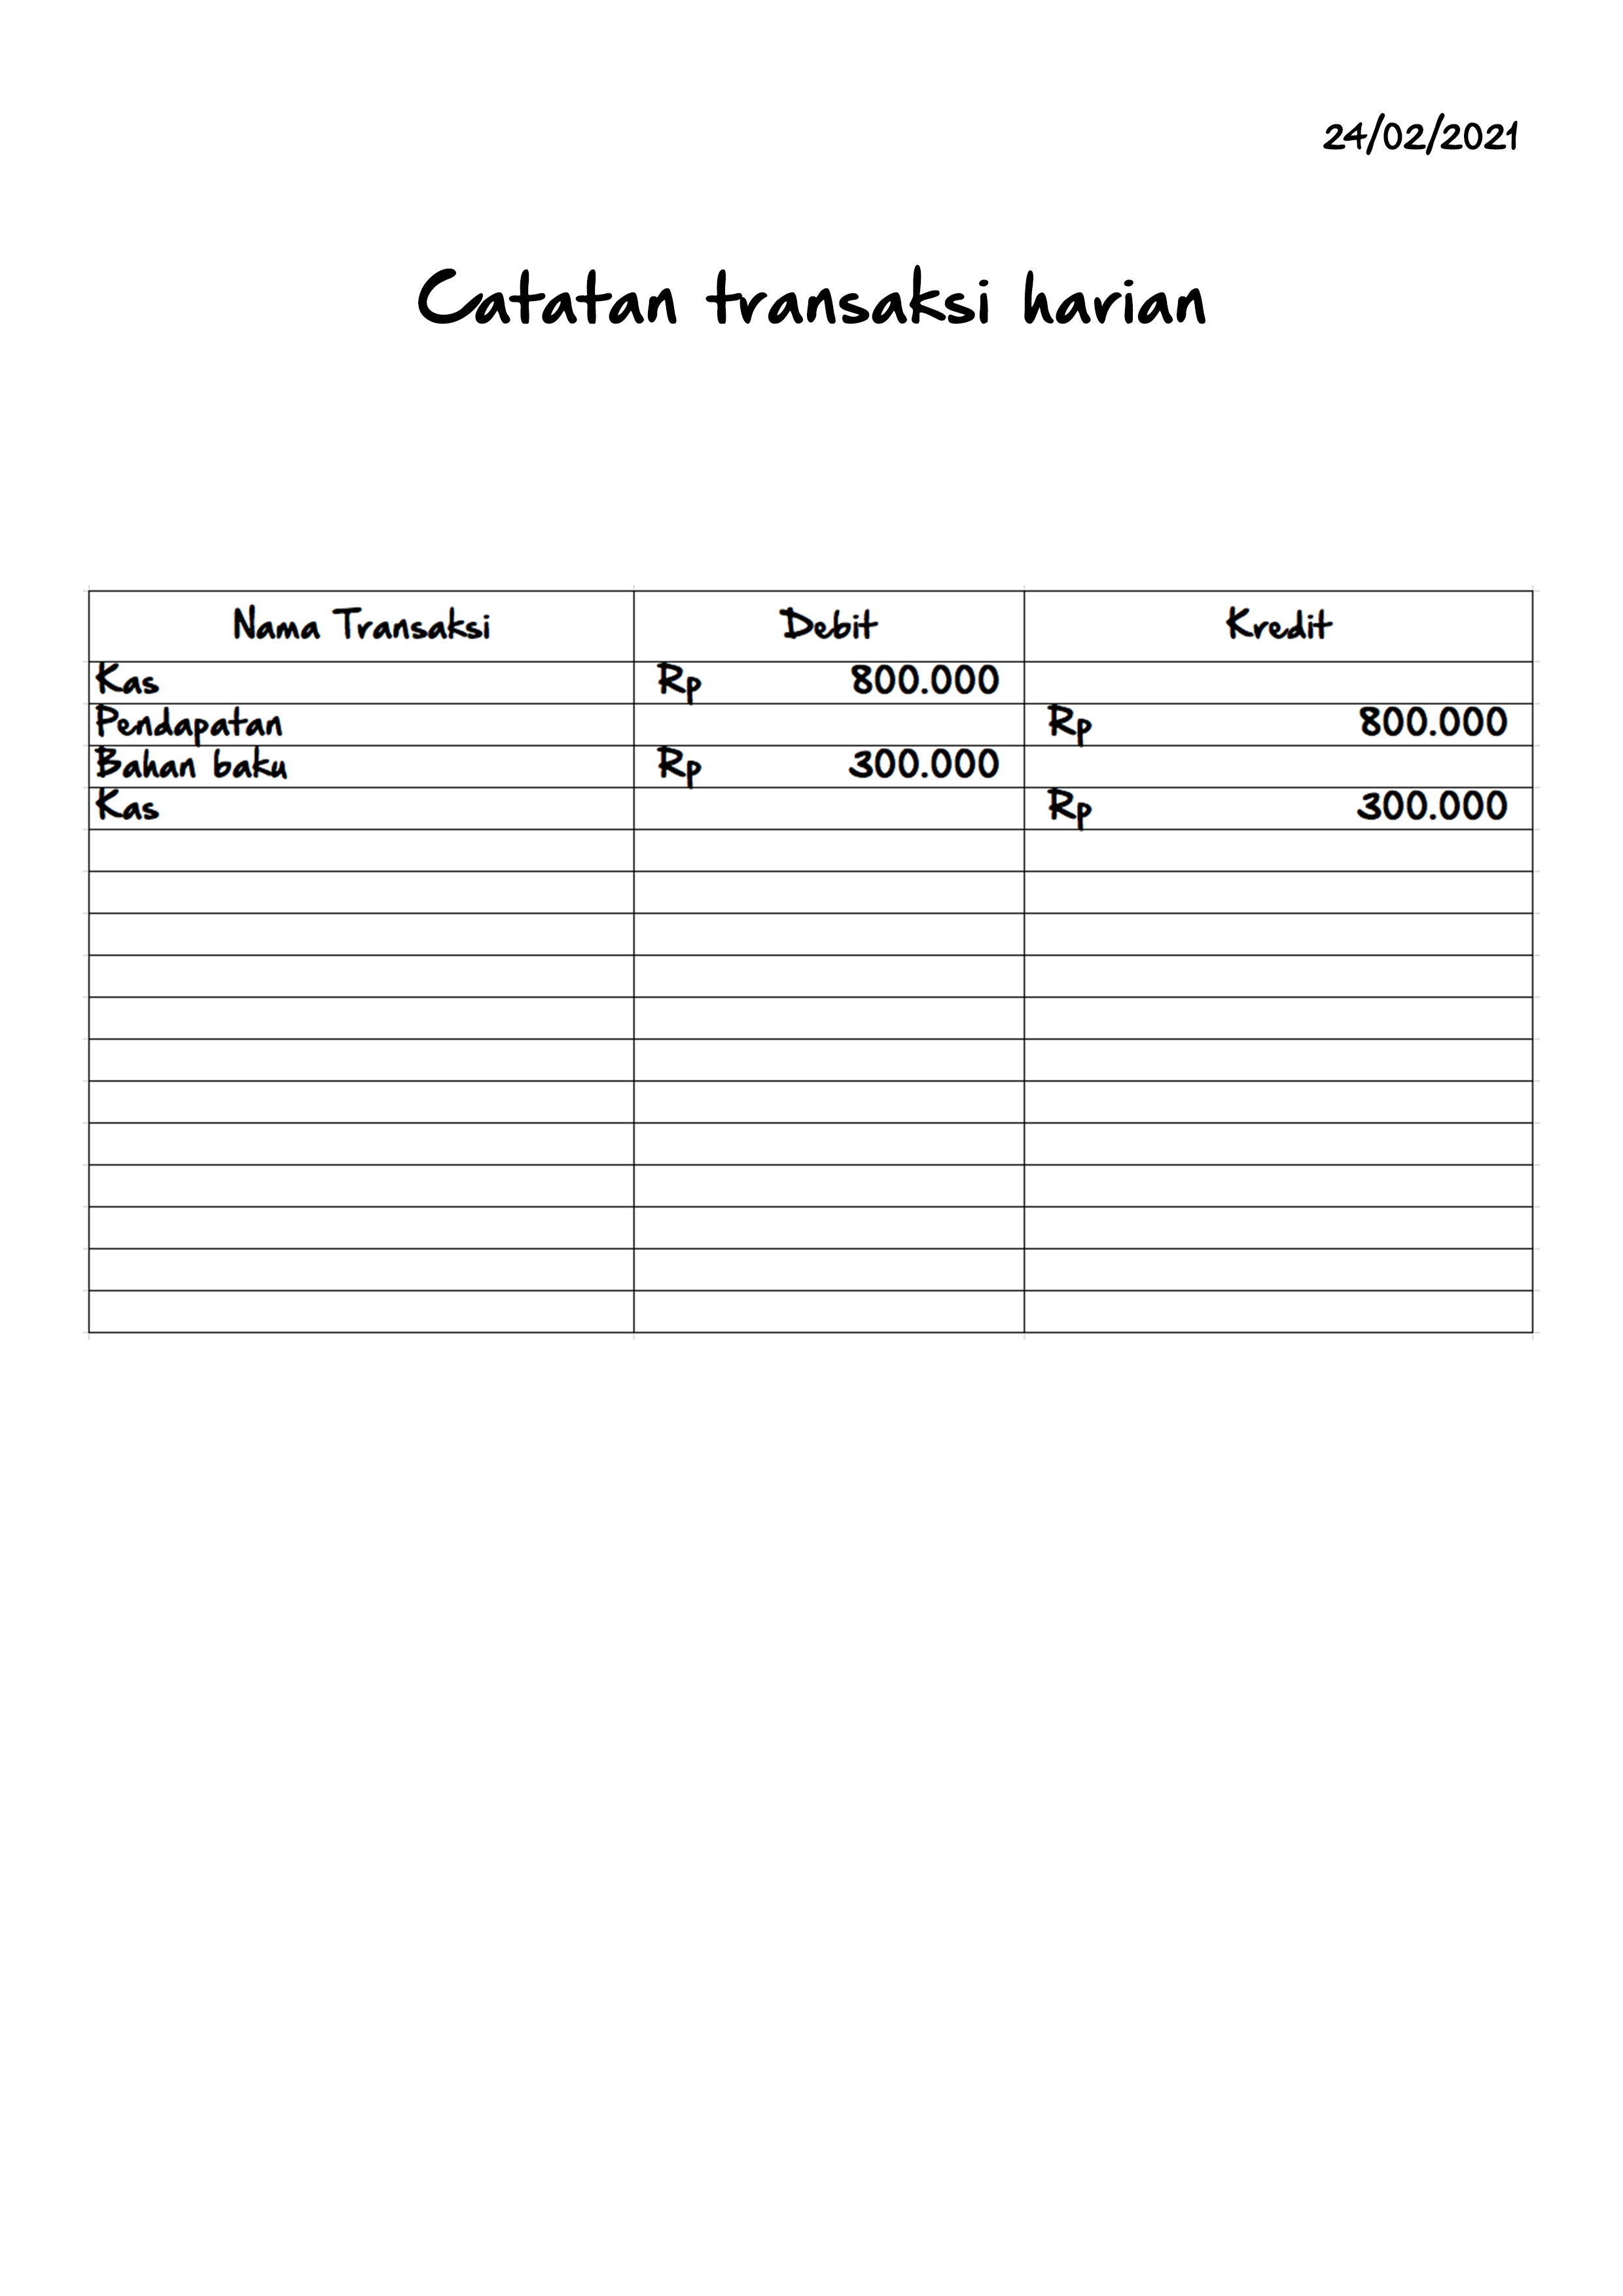 24/02/2021
Catatan transaksi harian
Nama Transaksi Debit Kredit
Kas Rp 800.000
Pendapatan Rp 800.000
Bahan baku Rp 300.000
Kas Rp 300.000